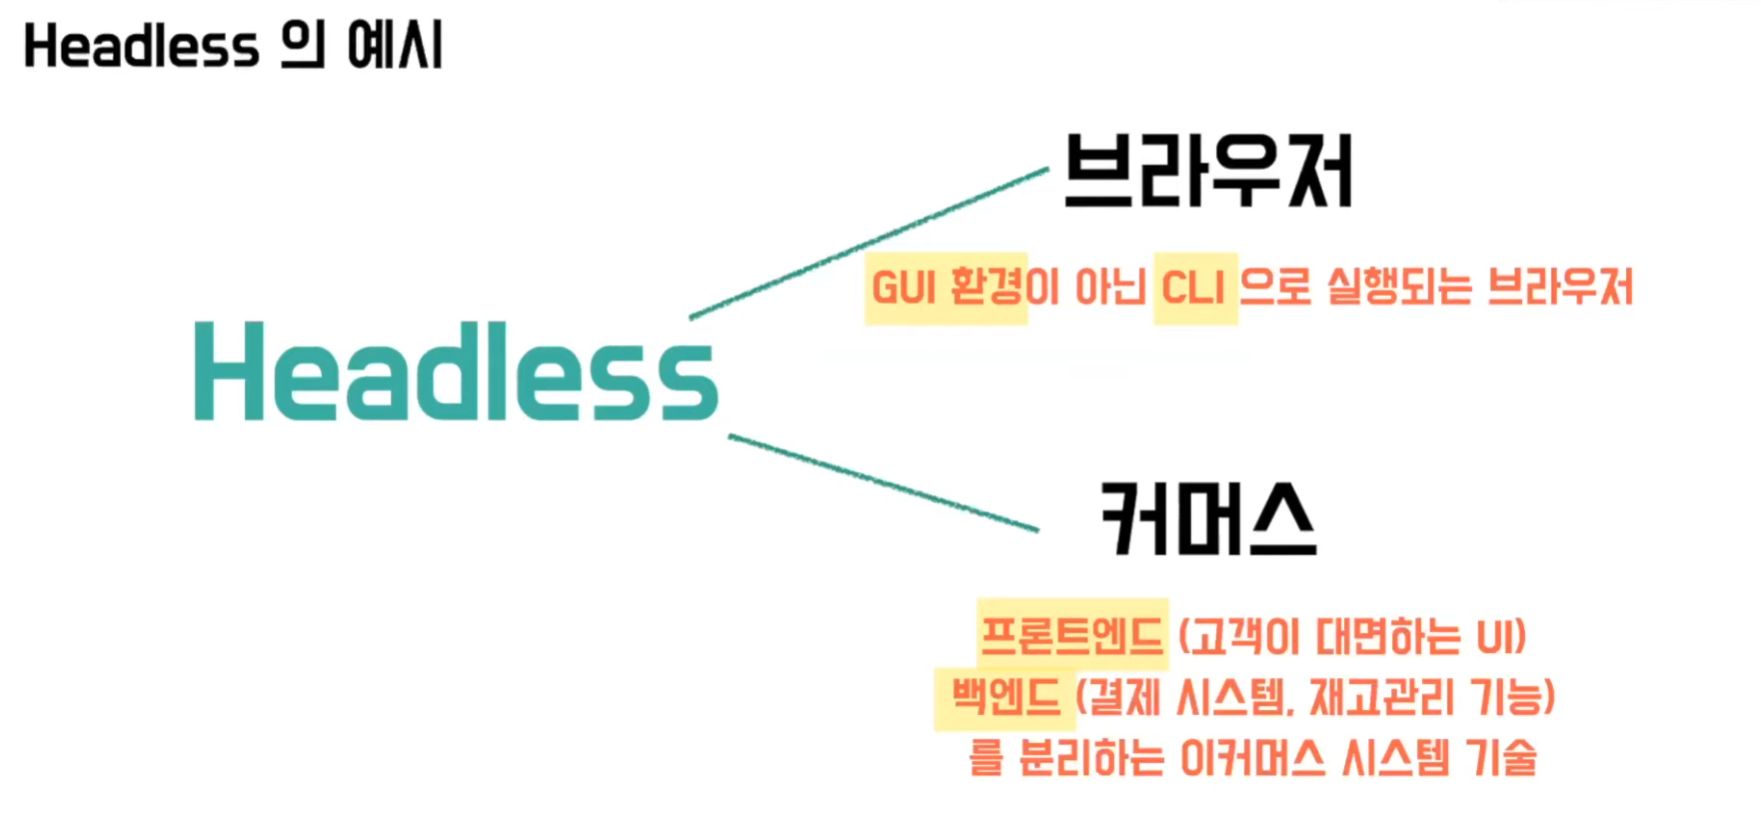 Headless 의 예시
브라우저
GUI 환경이 아닌 CLI 으로 실행되는 브라우저
Headless
커머스
프론트엔드 (고객이 대면하는 UI)
백엔드 (결제 시스템, 재고관리 기능)
를 분리하는 이커머스 시스템 기술